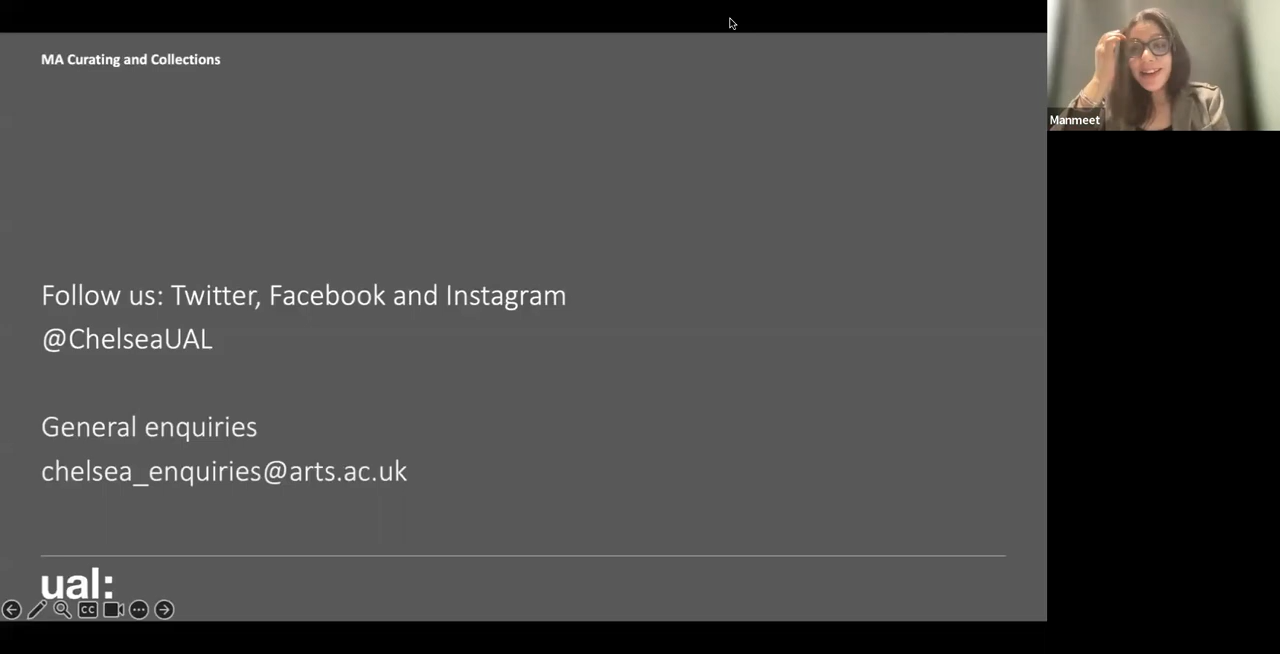 MA Curating and Collections
Manmeet
Follow us: Twitter, Facebook and Instagram
@ChelseaUAL
General enquiries
chelsea_enquiries@arts.ac.uk
ual:
CC